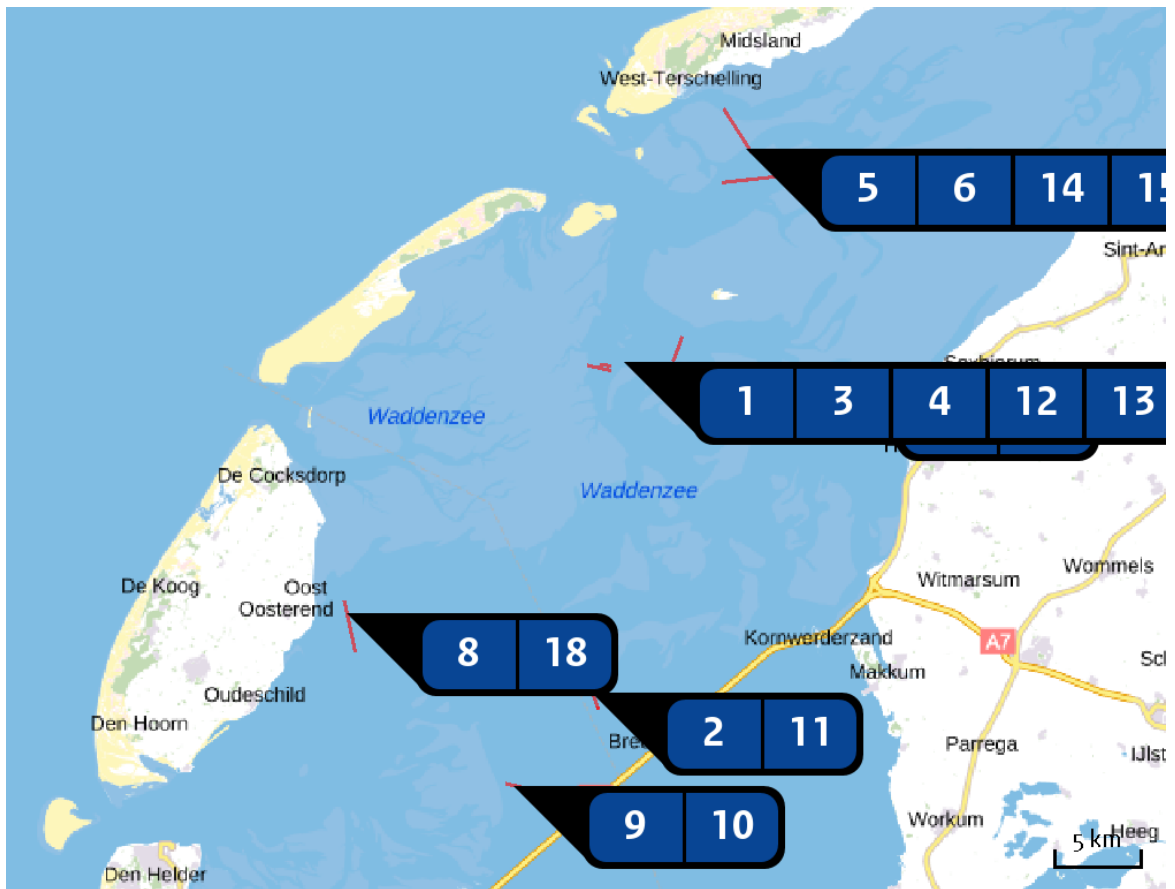 Midsland
West-Terschelling
5 6 14
Sint-Ar
Waddenzee
1 3 4 12 13
De Cocksdorp
Waddenzee
Wommels
Witmarsum
De Koog
Oost
Oosterend
Kornwerderzand
A7
8 18
Makkum
Oudeschild
Den Hoorn
2 11
Parrega
9 10
Workum
Heeg
5 km
Den Helder